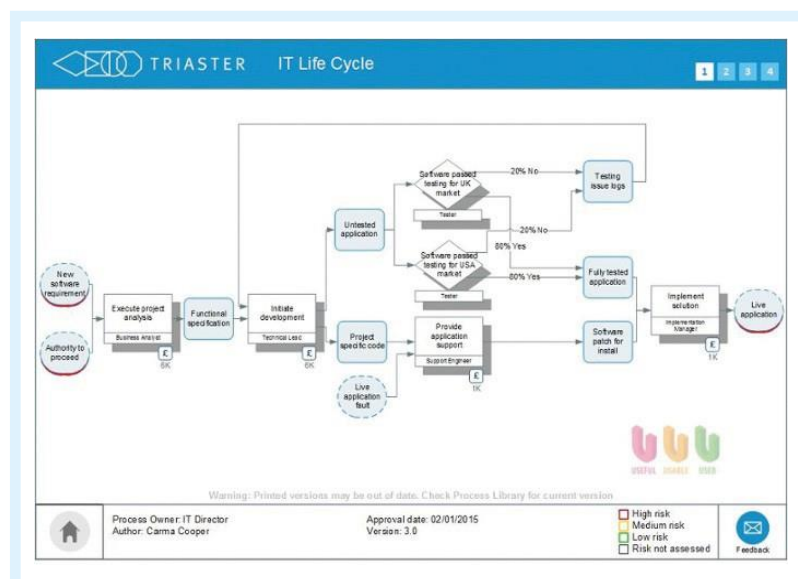 TRIASTER
IT Life Cycle
1 2 3 4
Software passed
testing for UK
market
Tester
20% No
Testing
issue logs
Untested
application
20% No
80% Yes
Software passed
testing for USA
market
Tester
80% Yes
Fully tested
application
New
software
requirement
Authority to
proceed
Execute project
analysis
Business Analyst
£
6K
Functional
specification
Initiate
development
Technical Lead
£
6K
Project
specific code
Live
application
fault
Provide
application
support
Support Engineer
£
1K
Software
patch for
install
Implement
solution
Implementation
Manager
£
1K
Live
application
USEFUL USABLE USED
Warning: Printed versions may be out of date. Check Process Library for current version
Process Owner: IT Director
Author: Carma Cooper
Approval date: 02/01/2015
Version: 3.0
High risk
Medium risk
Low risk
Risk not assessed
Feedback